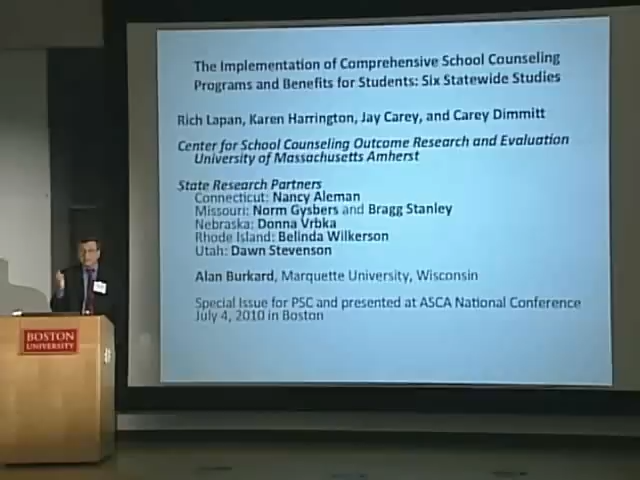 The Implementation of Comprehensive School Counseling
Programs and Benefits for Students: Six Statewide Studies
Rich Lapan, Karen Harrington, Jay Carey, and Carey Dimmitt
Center for School Counseling Outcome Research and Evaluation
University of Massachusetts Amherst
State Research Partners
Connecticut: Nancy Aleman
Missouri: Norm Gysbers and Bragg Stanley
Nebraska: Donna Vrbka
Rhode Island: Belinda Wilkerson
Utah: Dawn Stevenson
Alan Burkard, Marquette University, Wisconsin
Special Issue for PSC and presented at ASCA National Conference
July 4, 2010 in Boston
BOSTON
UNIVERSITY